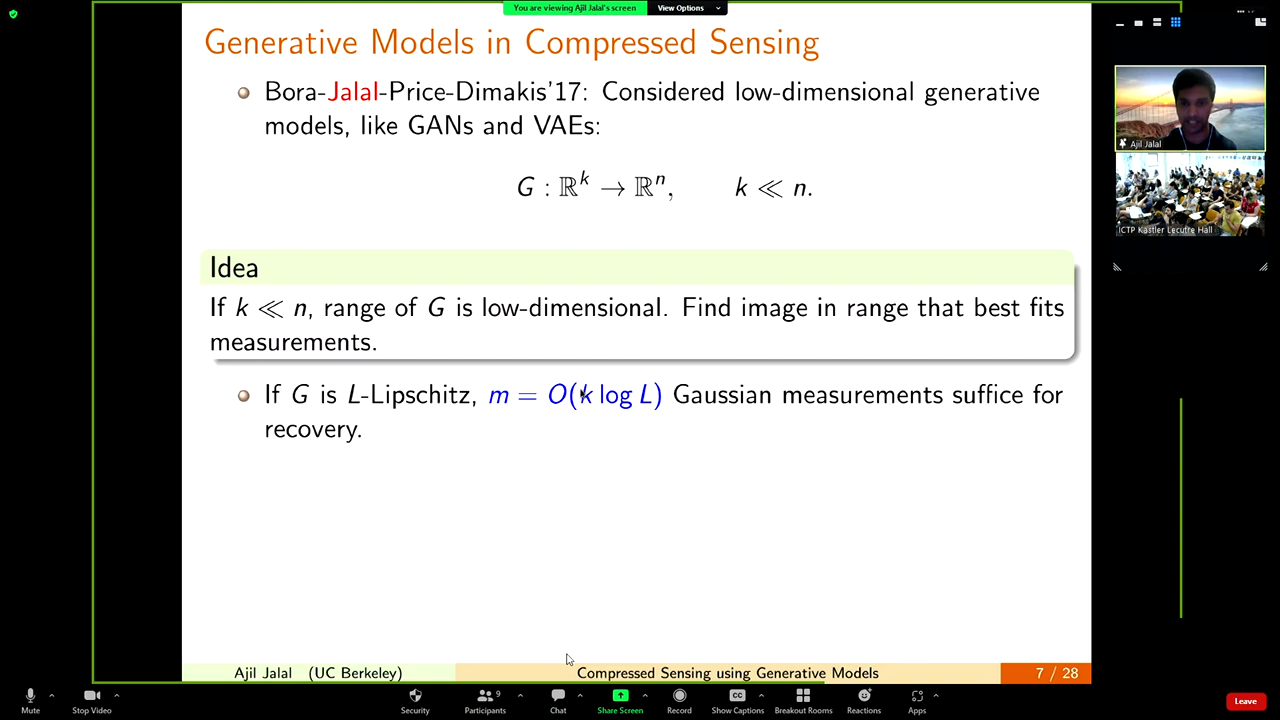 You are viewing Ajil Jalal's screen
View Options
Generative Models in Compressed Sensing
Bora-Jalal-Price-Dimakis'17: Considered low-dimensional generative
models, like GANs and VAEs:
G : ℝ^k → ℝ^n, k ≪ n.
Idea
If k ≪ n, range of G is low-dimensional. Find image in range that best fits
measurements.
If G is L-Lipschitz, m = O(k log L) Gaussian measurements suffice for
recovery.
Ajil Jalal (UC Berkeley)
Compressed Sensing using Generative Models
7 / 28
Ajil Jalal
ICTP Kastler Lecutre Hall
Mute
Stop Video
Security
Participants
9
Chat
Share Screen
Record
CC
Show Captions
Breakout Rooms
Reactions
Apps
Leave